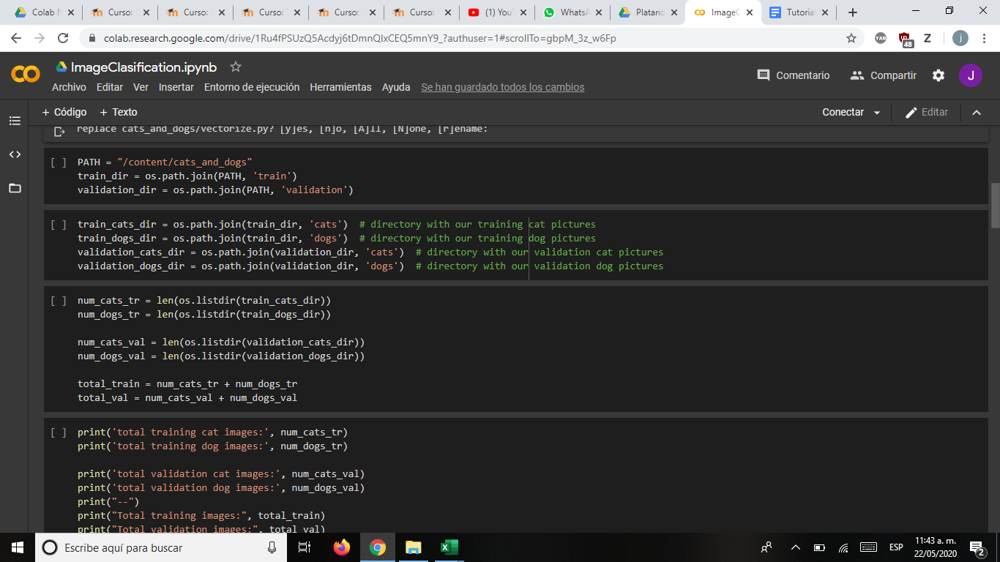 Colab N
Curso:
Curso:
Curso:
Curso:
Curso:
(1) You
Whats
Platan
Image
Tutoria
colab.research.google.com/drive/1Ru4fPSUzQ5Acdyj6tDmnQIxCEQ5mnY9_?authuser=1#scrollTo=gbpM_3z_w6Fp
YAB
48
Z
j
ImageClasification.ipynb
Archivo Editar Ver Insertar Entorno de ejecución Herramientas Ayuda Se han guardado todos los cambios
Comentario Compartir J
+ Código + Texto
Conectar Editar
replace cats_and_dogs/vectorize.py? [y]es, [n]o, [A]ll, [N]one, [r]ename:
[ ] PATH = "/content/cats_and_dogs"
train_dir = os.path.join(PATH, 'train')
validation_dir = os.path.join(PATH, 'validation')
[ ] train_cats_dir = os.path.join(train_dir, 'cats')  # directory with our training cat pictures
train_dogs_dir = os.path.join(train_dir, 'dogs')  # directory with our training dog pictures
validation_cats_dir = os.path.join(validation_dir, 'cats')  # directory with our validation cat pictures
validation_dogs_dir = os.path.join(validation_dir, 'dogs')  # directory with our validation dog pictures
[ ] num_cats_tr = len(os.listdir(train_cats_dir))
num_dogs_tr = len(os.listdir(train_dogs_dir))
num_cats_val = len(os.listdir(validation_cats_dir))
num_dogs_val = len(os.listdir(validation_dogs_dir))
total_train = num_cats_tr + num_dogs_tr
total_val = num_cats_val + num_dogs_val
[ ] print('total training cat images:', num_cats_tr)
print('total training dog images:', num_dogs_tr)
print('total validation cat images:', num_cats_val)
print('total validation dog images:', num_dogs_val)
print("--")
print("Total training images:", total_train)
print("Total validation images:", total_val)
Escribe aquí para buscar
ESP
11:43 a. m.
22/05/2020
2